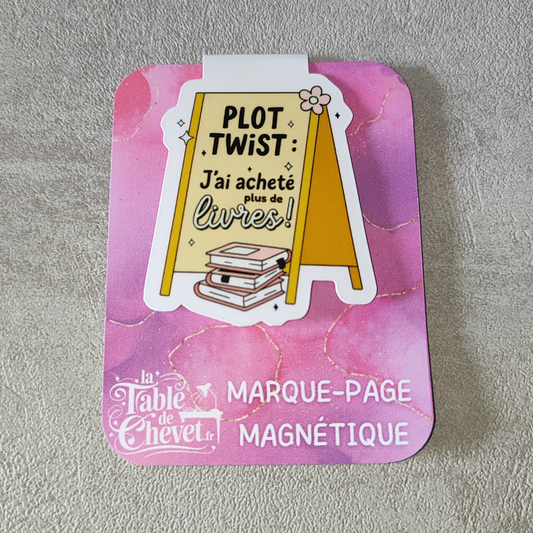 PLOT
TWiST :
J'ai acheté
plus de
livres !
la
Table
de
Chevet.fr
MARQUE-PAGE
MAGNÉTIQUE